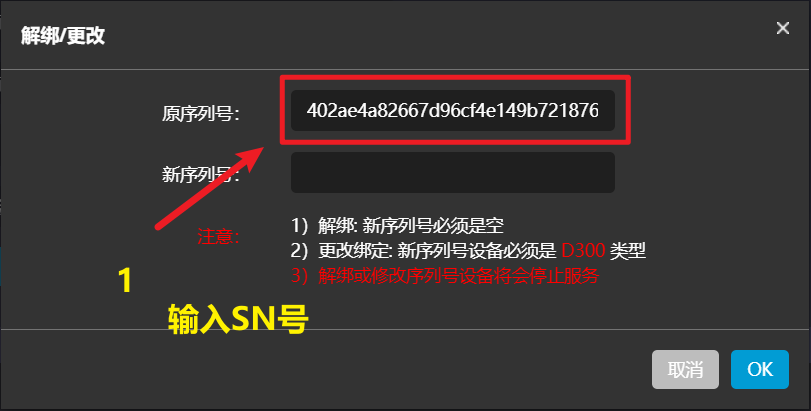 解绑/更改
原序列号：
402ae4a82667d96cf4e149b721876
新序列号：
注意：
1）解绑: 新序列号必须是空
2）更改绑定: 新序列号设备必须是 D300 类型
3）解绑或修改序列号设备将会停止服务
1
输入SN号
取消
OK